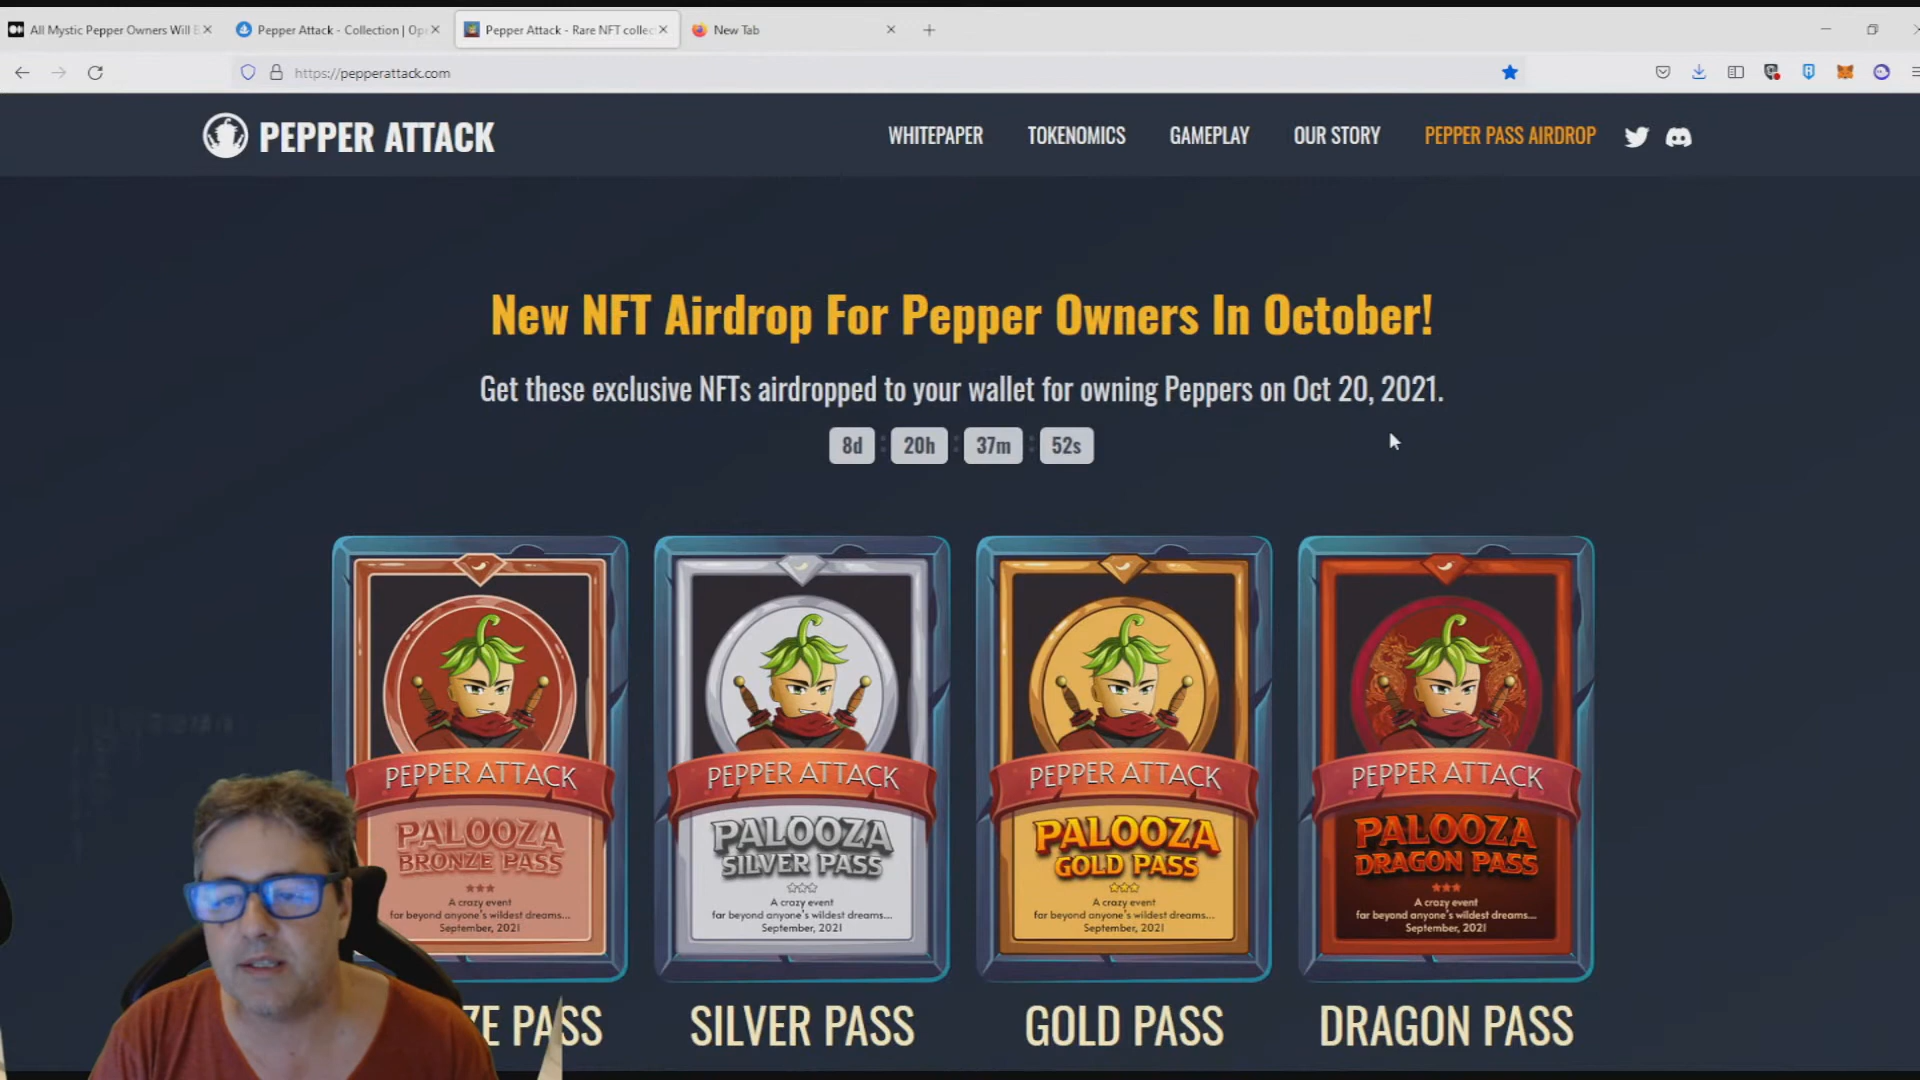 All Mystic Pepper Owners Will
Pepper Attack - Collection | Op
Pepper Attack - Rare NFT collec
New Tab
https://pepperattack.com
PEPPER ATTACK
WHITEPAPER
TOKENOMICS
GAMEPLAY
OUR STORY
PEPPER PASS AIRDROP
New NFT Airdrop For Pepper Owners In October!
Get these exclusive NFTs airdropped to your wallet for owning Peppers on Oct 20, 2021.
8d : 20h : 37m : 52s
PEPPER ATTACK
PALOOZA
BRONZE PASS
A crazy event
far beyond anyone's wildest dreams...
September, 2021
PEPPER ATTACK
PALOOZA
SILVER PASS
A crazy event
far beyond anyone's wildest dreams...
September, 2021
PEPPER ATTACK
PALOOZA
GOLD PASS
A crazy event
far beyond anyone's wildest dreams...
September, 2021
PEPPER ATTACK
PALOOZA
DRAGON PASS
A crazy event
far beyond anyone's wildest dreams...
September, 2021
ZE PASS
SILVER PASS
GOLD PASS
DRAGON PASS